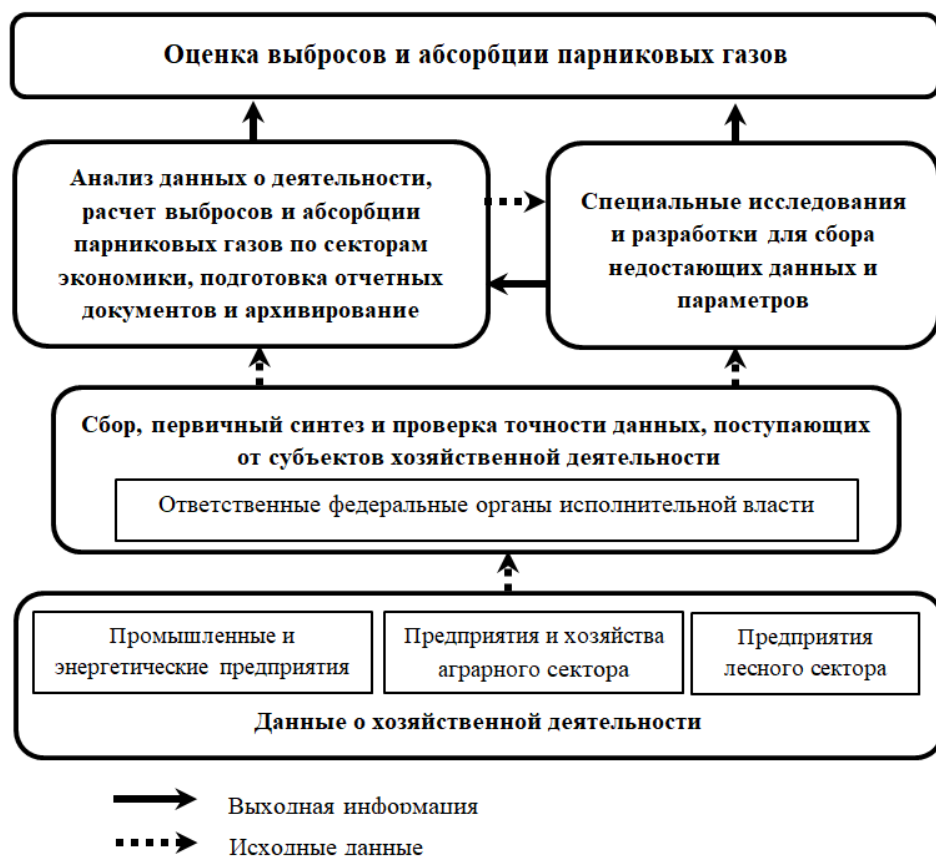 Оценка выбросов и абсорбции парниковых газов
Анализ данных о деятельности,
расчет выбросов и абсорбции
парниковых газов по секторам
экономики, подготовка отчетных
документов и архивирование
Специальные исследования
и разработки для сбора
недостающих данных и
параметров
Сбор, первичный синтез и проверка точности данных, поступающих
от субъектов хозяйственной деятельности
Ответственные федеральные органы исполнительной власти
Промышленные и
энергетические предприятия
Предприятия и хозяйства
аграрного сектора
Предприятия
лесного сектора
Данные о хозяйственной деятельности
Выходная информация
Исходные данные